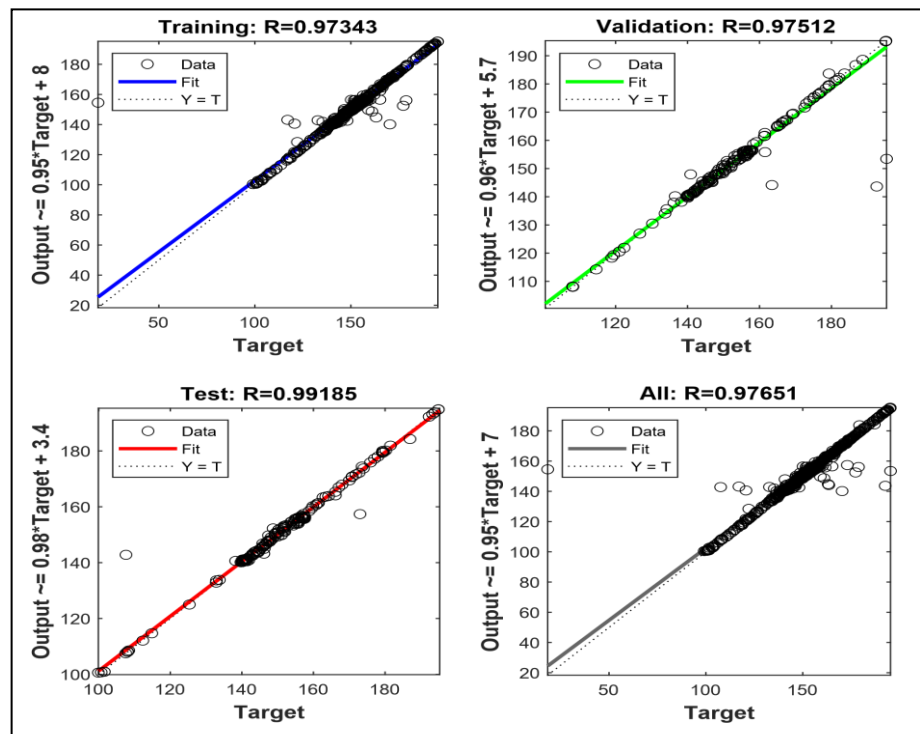 Training: R=0.97343
Output ~= 0.95*Target + 8
Data
Fit
Y = T
180
160
140
120
100
80
60
40
20
50
100
150
Target
Validation: R=0.97512
Output ~= 0.96*Target + 5.7
Data
Fit
Y = T
190
180
170
160
150
140
130
120
110
120
140
160
180
Target
Test: R=0.99185
Output ~= 0.98*Target + 3.4
Data
Fit
Y = T
180
160
140
120
100
100
120
140
160
180
Target
All: R=0.97651
Output ~= 0.95*Target + 7
Data
Fit
Y = T
180
160
140
120
100
80
60
40
20
50
100
150
Target